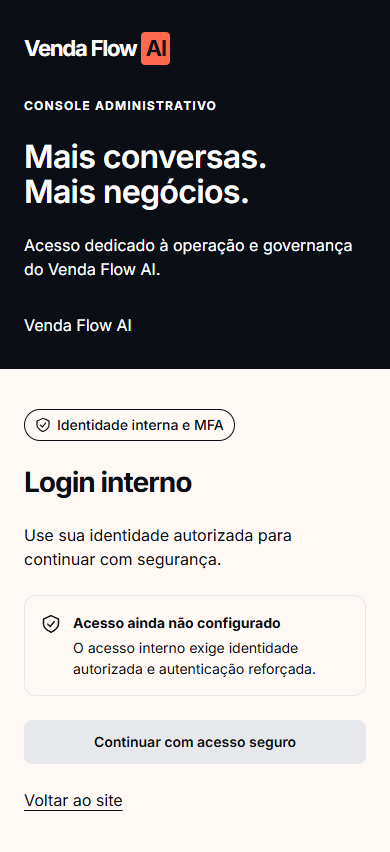 Venda Flow AI
CONSOLE ADMINISTRATIVO
Mais conversas.
Mais negócios.
Acesso dedicado à operação e governança
do Venda Flow AI.
Venda Flow AI
Identidade interna e MFA
Login interno
Use sua identidade autorizada para
continuar com segurança.
Acesso ainda não configurado
O acesso interno exige identidade
autorizada e autenticação reforçada.
Continuar com acesso seguro
Voltar ao site